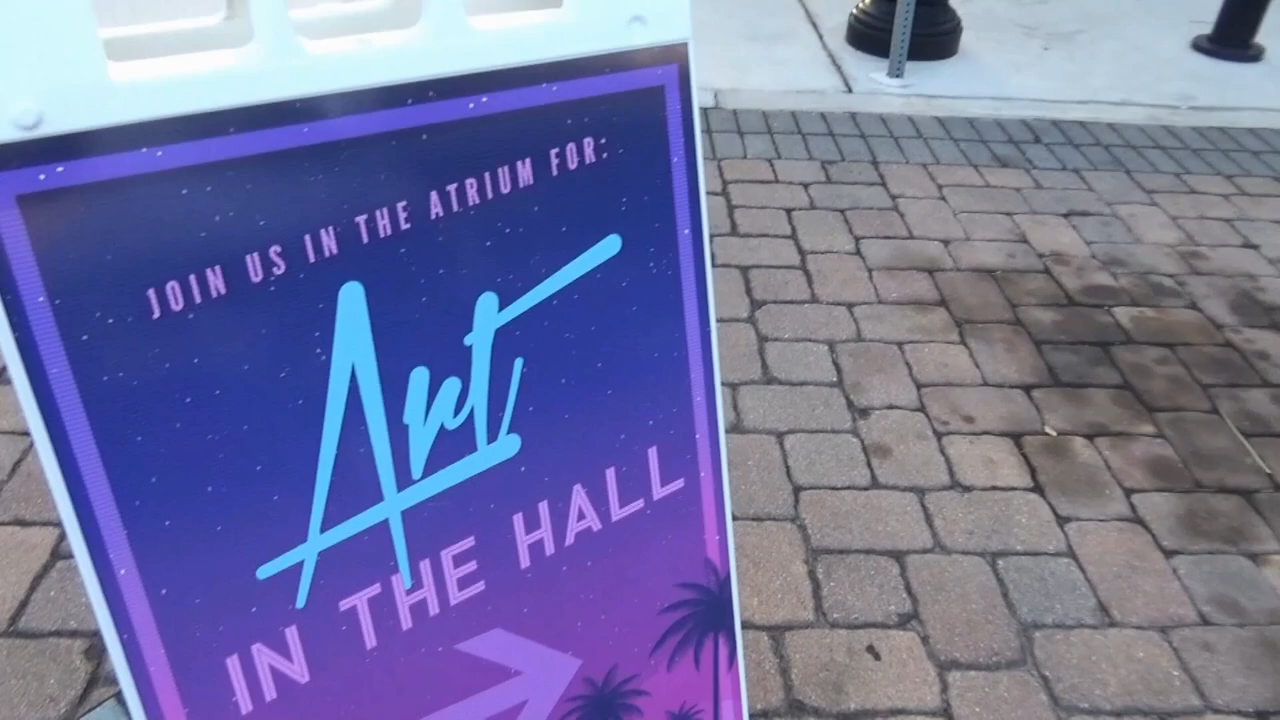 JOIN US IN THE ATRIUM FOR:
Art
IN THE HALL